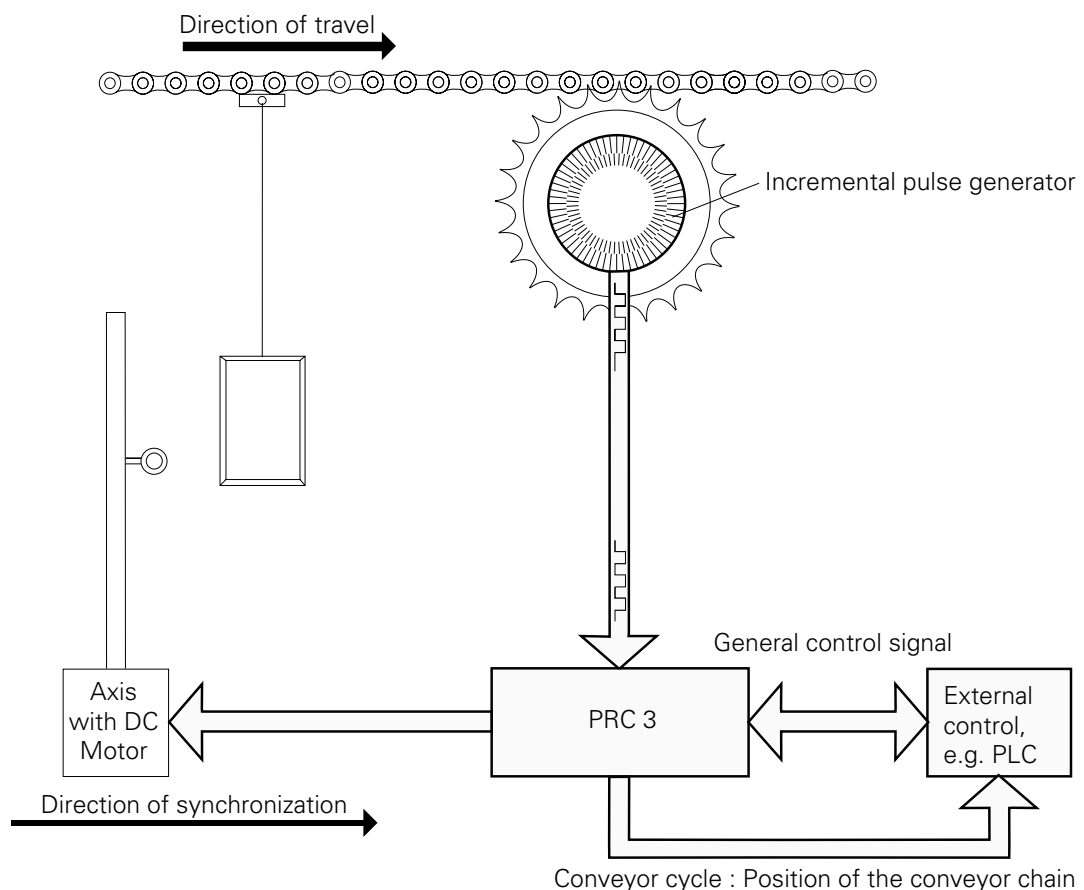 Direction of travel
Incremental pulse generator
General control signal
Axis
with DC
Motor
PRC 3
External
control,
e.g. PLC
Direction of synchronization
Conveyor cycle : Position of the conveyor chain